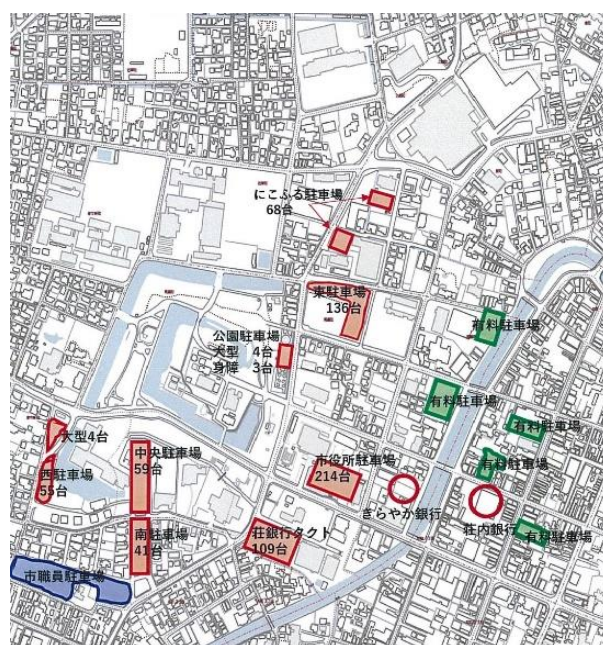 にこふる駐車場
68台
東駐車場
136台
有料駐車場
公園駐車場
大型 4台
身障 3台
有料駐車場
大型4台
有料駐車場
中央駐車場
59台
市役所駐車場
214台
有料駐車場
西駐車場
55台
きらやか銀行
荘内銀行
南駐車場
41台
荘銀行タクト
109台
有料駐車場
市職員駐車場